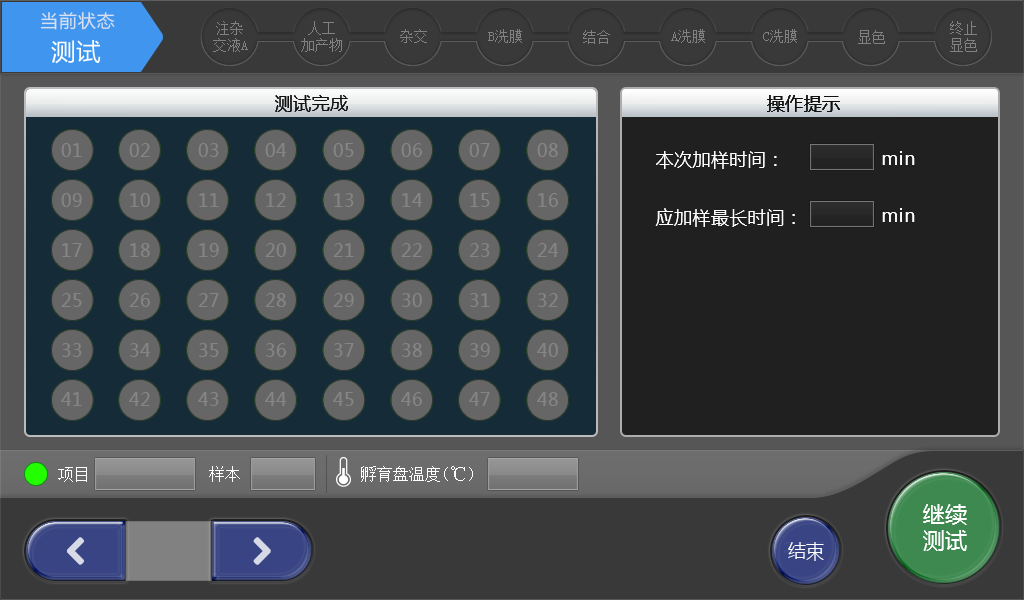 当前状态
测试
注杂
交液A
人工
加产物
杂交
B洗膜
结合
A洗膜
C洗膜
显色
终止
显色
测试完成
01 02 03 04 05 06 07 08
09 10 11 12 13 14 15 16
17 18 19 20 21 22 23 24
25 26 27 28 29 30 31 32
33 34 35 36 37 38 39 40
41 42 43 44 45 46 47 48
操作提示
本次加样时间： min
应加样最长时间： min
项目
样本
孵育盘温度(℃)
结束
继续
测试